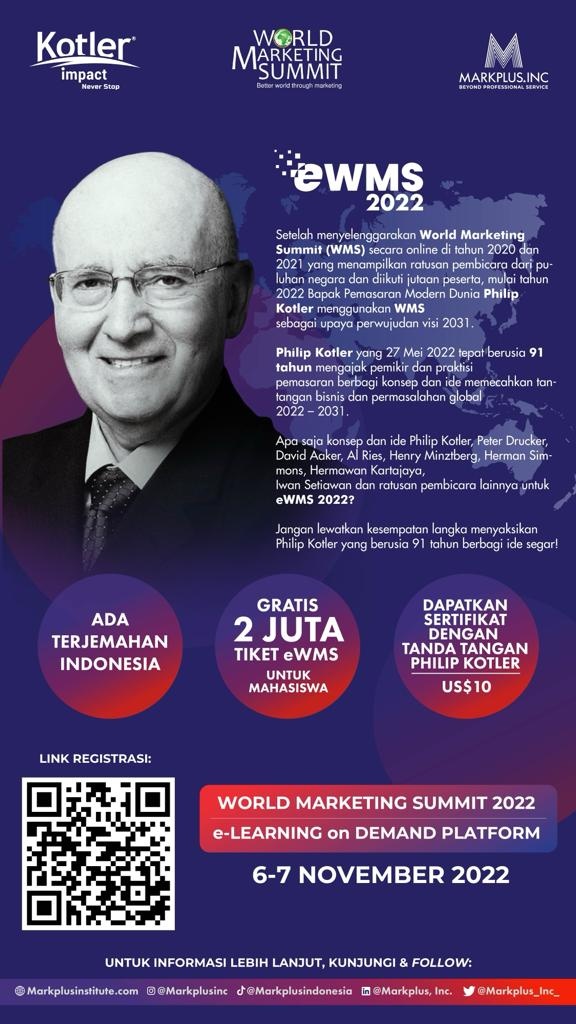 Kotler®
impact
Never Stop
WORLD
MARKETING
SUMMIT
Better world through marketing
MARKPLUS.INC
BEYOND PROFESSIONAL SERVICE
eWMS
2022
Setelah menyelenggarakan World Marketing
Summit (WMS) secara online di tahun 2020 dan
2021 yang menampilkan ratusan pembicara dari pu-
luhan negara dan diikuti jutaan peserta, mulai tahun
2022 Bapak Pemasaran Modern Dunia Philip
Kotler menggunakan WMS
sebagai upaya perwujudan visi 2031.
Philip Kotler yang 27 Mei 2022 tepat berusia 91
tahun mengajak pemikir dan praktisi
pemasaran berbagi konsep dan ide memecahkan tan-
tangan bisnis dan permasalahan global
2022 – 2031.
Apa saja konsep dan ide Philip Kotler, Peter Drucker,
David Aaker, Al Ries, Henry Minztberg, Herman Sim-
mons, Hermawan Kartajaya,
Iwan Setiawan dan ratusan pembicara lainnya untuk
eWMS 2022?
Jangan lewatkan kesempatan langka menyaksikan
Philip Kotler yang berusia 91 tahun berbagi ide segar!
ADA
TERJEMAHAN
INDONESIA
GRATIS
2 JUTA
TIKET eWMS
UNTUK
MAHASISWA
DAPATKAN
SERTIFIKAT
DENGAN
TANDA TANGAN
PHILIP KOTLER
US$10
LINK REGISTRASI:
WORLD MARKETING SUMMIT 2022
e-LEARNING on DEMAND PLATFORM
6-7 NOVEMBER 2022
UNTUK INFORMASI LEBIH LANJUT, KUNJUNGI & FOLLOW:
Markplusinstitute.com @Markplusinc @Markplusindonesia @Markplus, Inc. @Markplus_Inc_